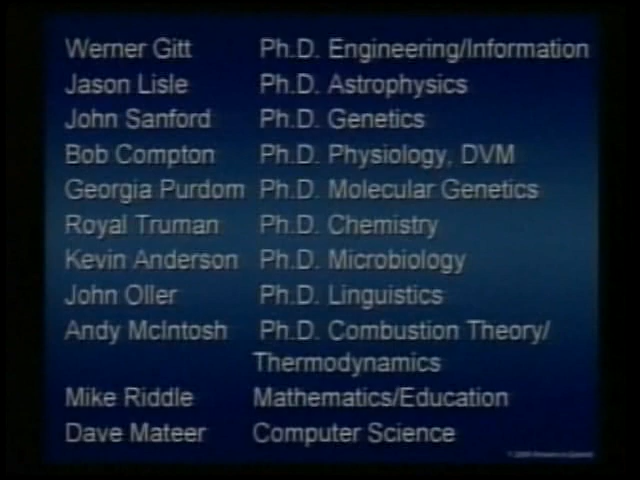 Werner Gitt Ph.D. Engineering/Information
Jason Lisle Ph.D. Astrophysics
John Sanford Ph.D. Genetics
Bob Compton Ph.D. Physiology, DVM
Georgia Purdom Ph.D. Molecular Genetics
Royal Truman Ph.D. Chemistry
Kevin Anderson Ph.D. Microbiology
John Oller Ph.D. Linguistics
Andy McIntosh Ph.D. Combustion Theory/
Thermodynamics
Mike Riddle Mathematics/Education
Dave Mateer Computer Science